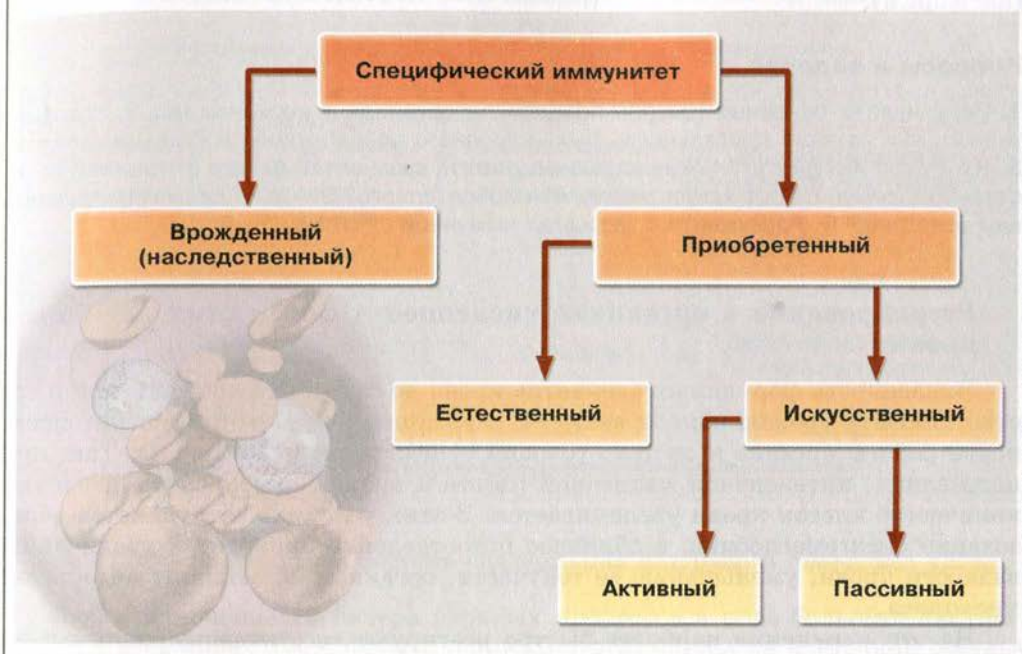 Специфический иммунитет
Врожденный
(наследственный)
Приобретенный
Естественный
Искусственный
Активный
Пассивный